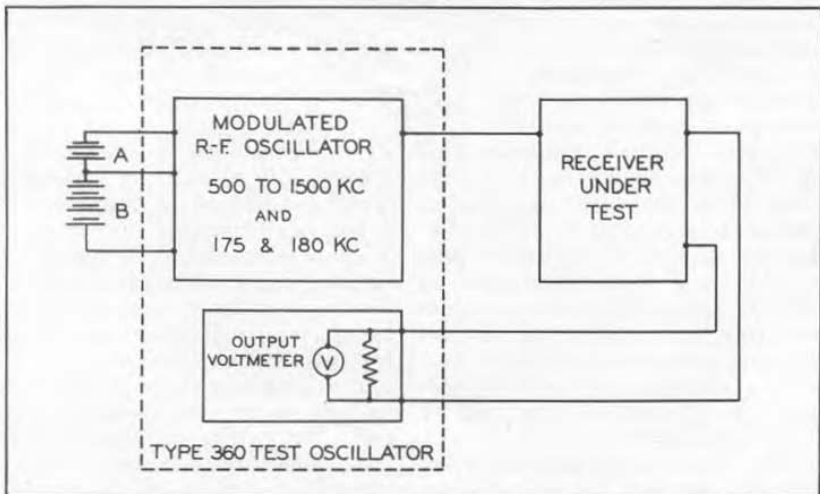 MODULATED
R-F OSCILLATOR
500 TO 1500 KC
AND
175 & 180 KC
A
B
RECEIVER
UNDER
TEST
OUTPUT
VOLTMETER
V
TYPE 360 TEST OSCILLATOR